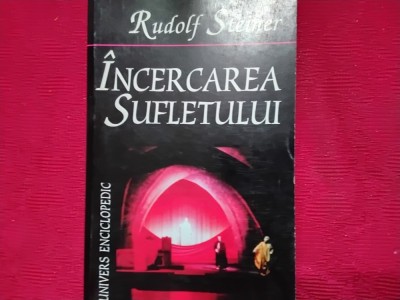 Rudolf Steiner
ÎNCERCAREA
SUFLETULUI
UNIVERS ENCICLOPEDIC